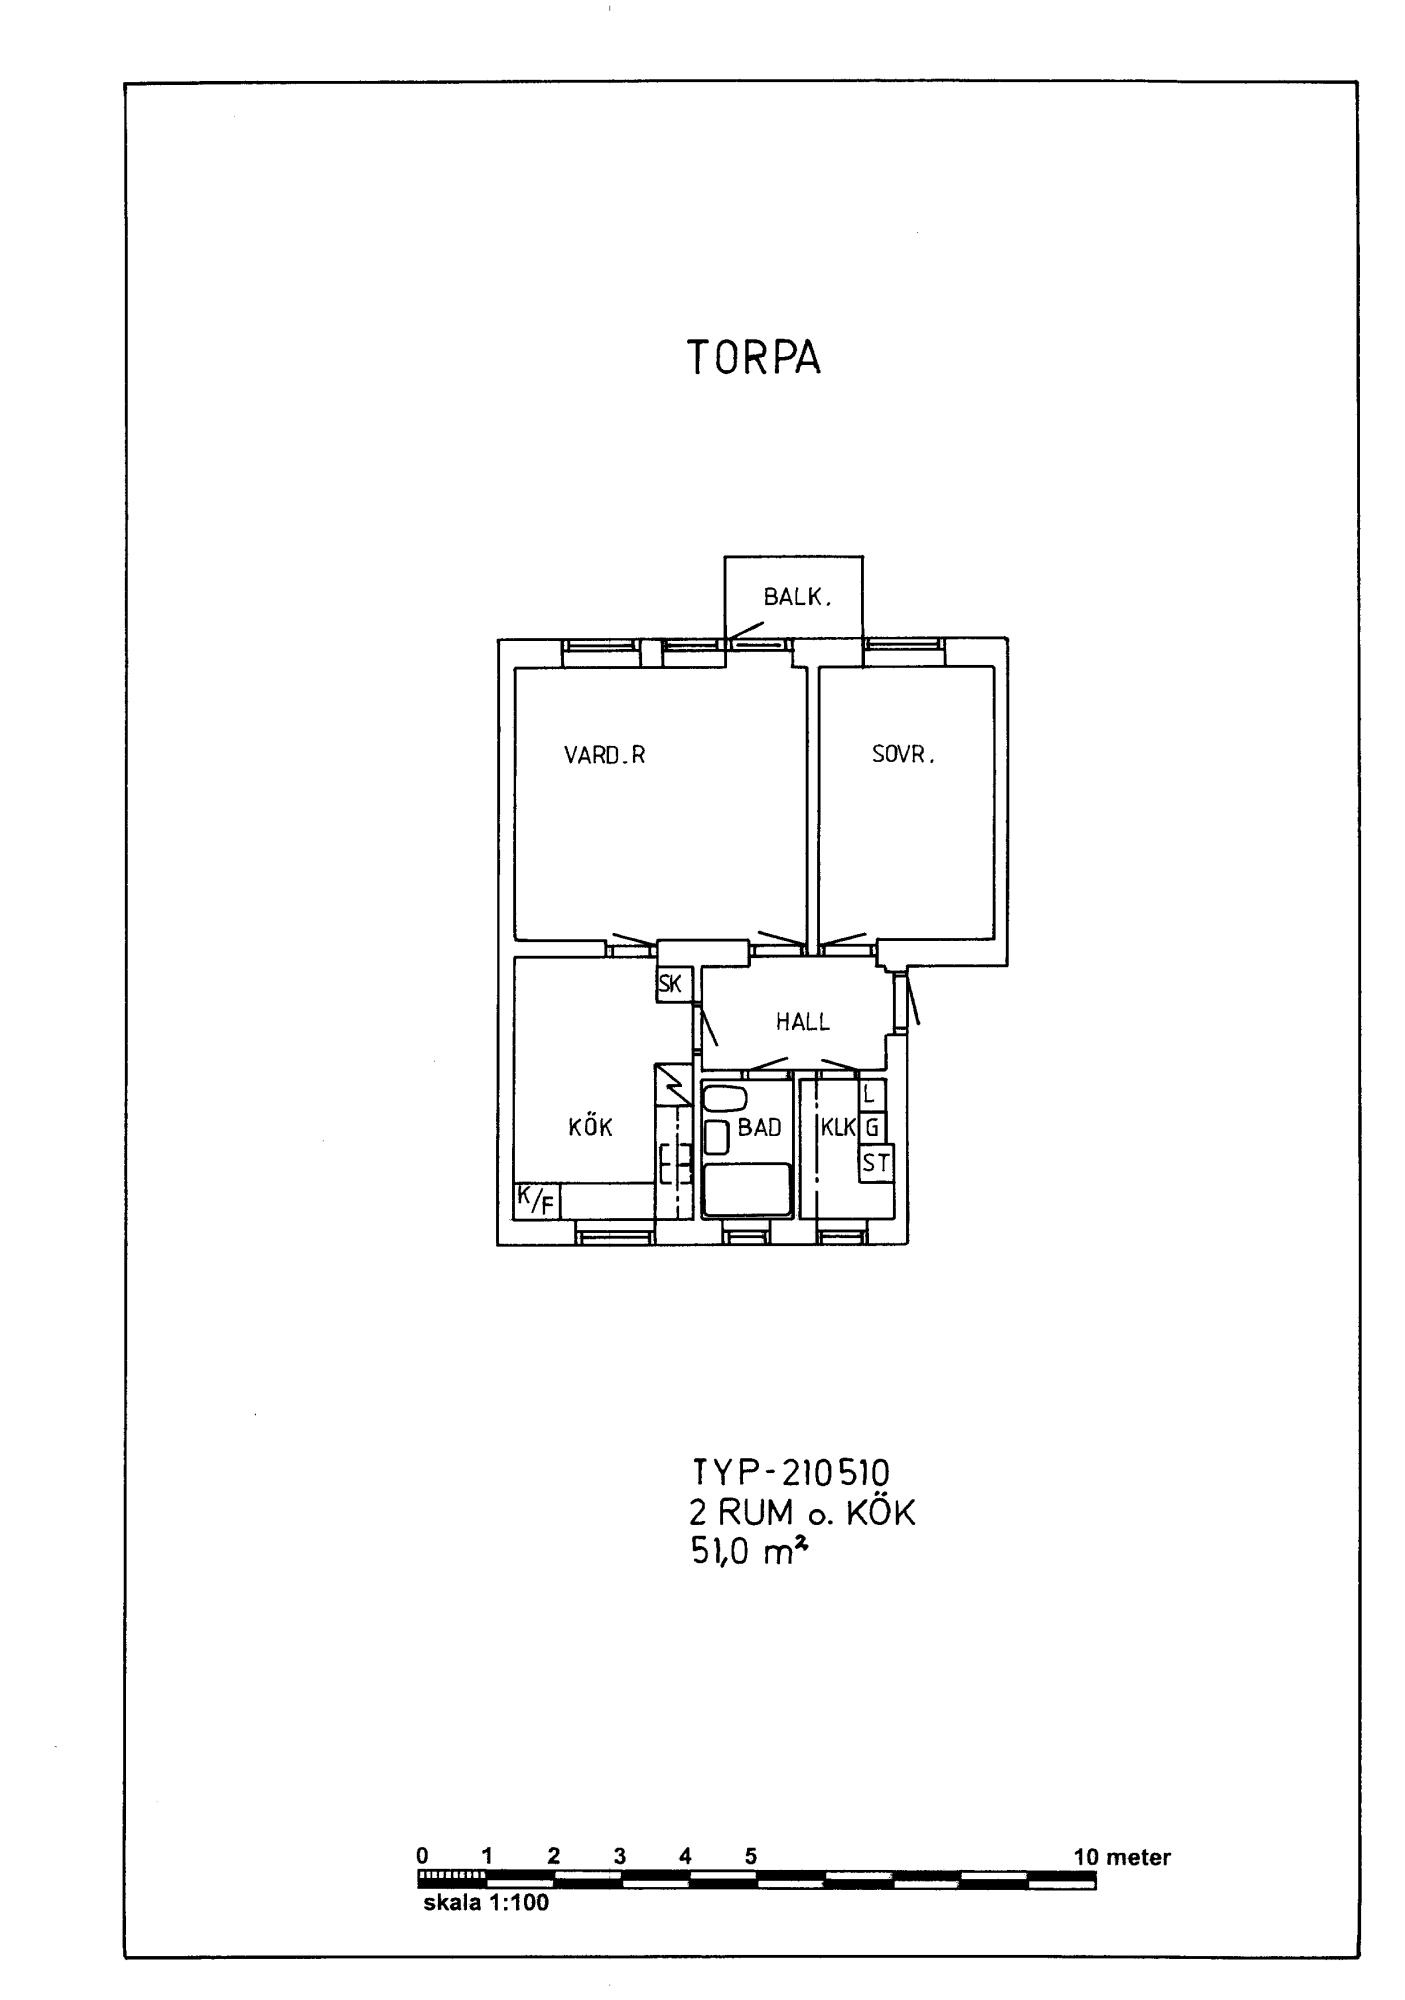 TORPA
BALK.
VARD.R
SOVR.
SK
HALL
L
KÖK
BAD
KLK
G
ST
K/F
TYP-210510
2 RUM o. KÖK
51,0 m²
0 1 2 3 4 5 10 meter
skala 1:100